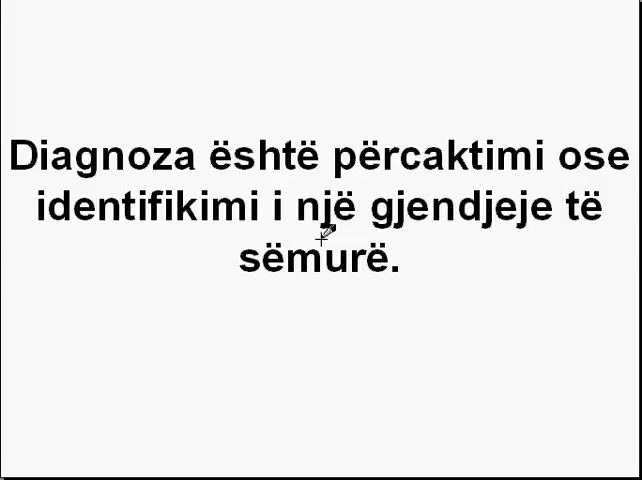 Diagnoza është përcaktimi ose
identifikimi i një gjendjeje të
sëmurë.